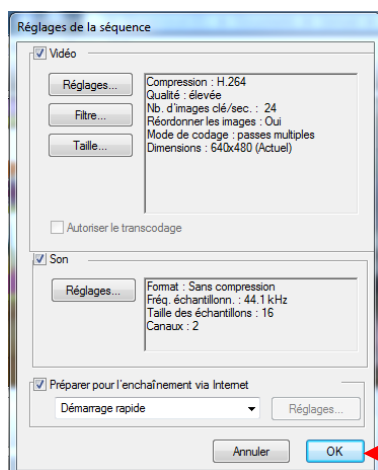 Réglages de la séquence
Vidéo
Réglages...
Filtre...
Taille...
Compression : H.264
Qualité : élevée
Nb. d'images clé/sec. : 24
Réordonner les images : Oui
Mode de codage : passes multiples
Dimensions : 640x480 (Actuel)
Autoriser le transcodage
Son
Réglages...
Format : Sans compression
Fréq. échantillonn. : 44.1 kHz
Taille des échantillons : 16
Canaux : 2
Préparer pour l'enchaînement via Internet
Démarrage rapide
Réglages...
Annuler
OK